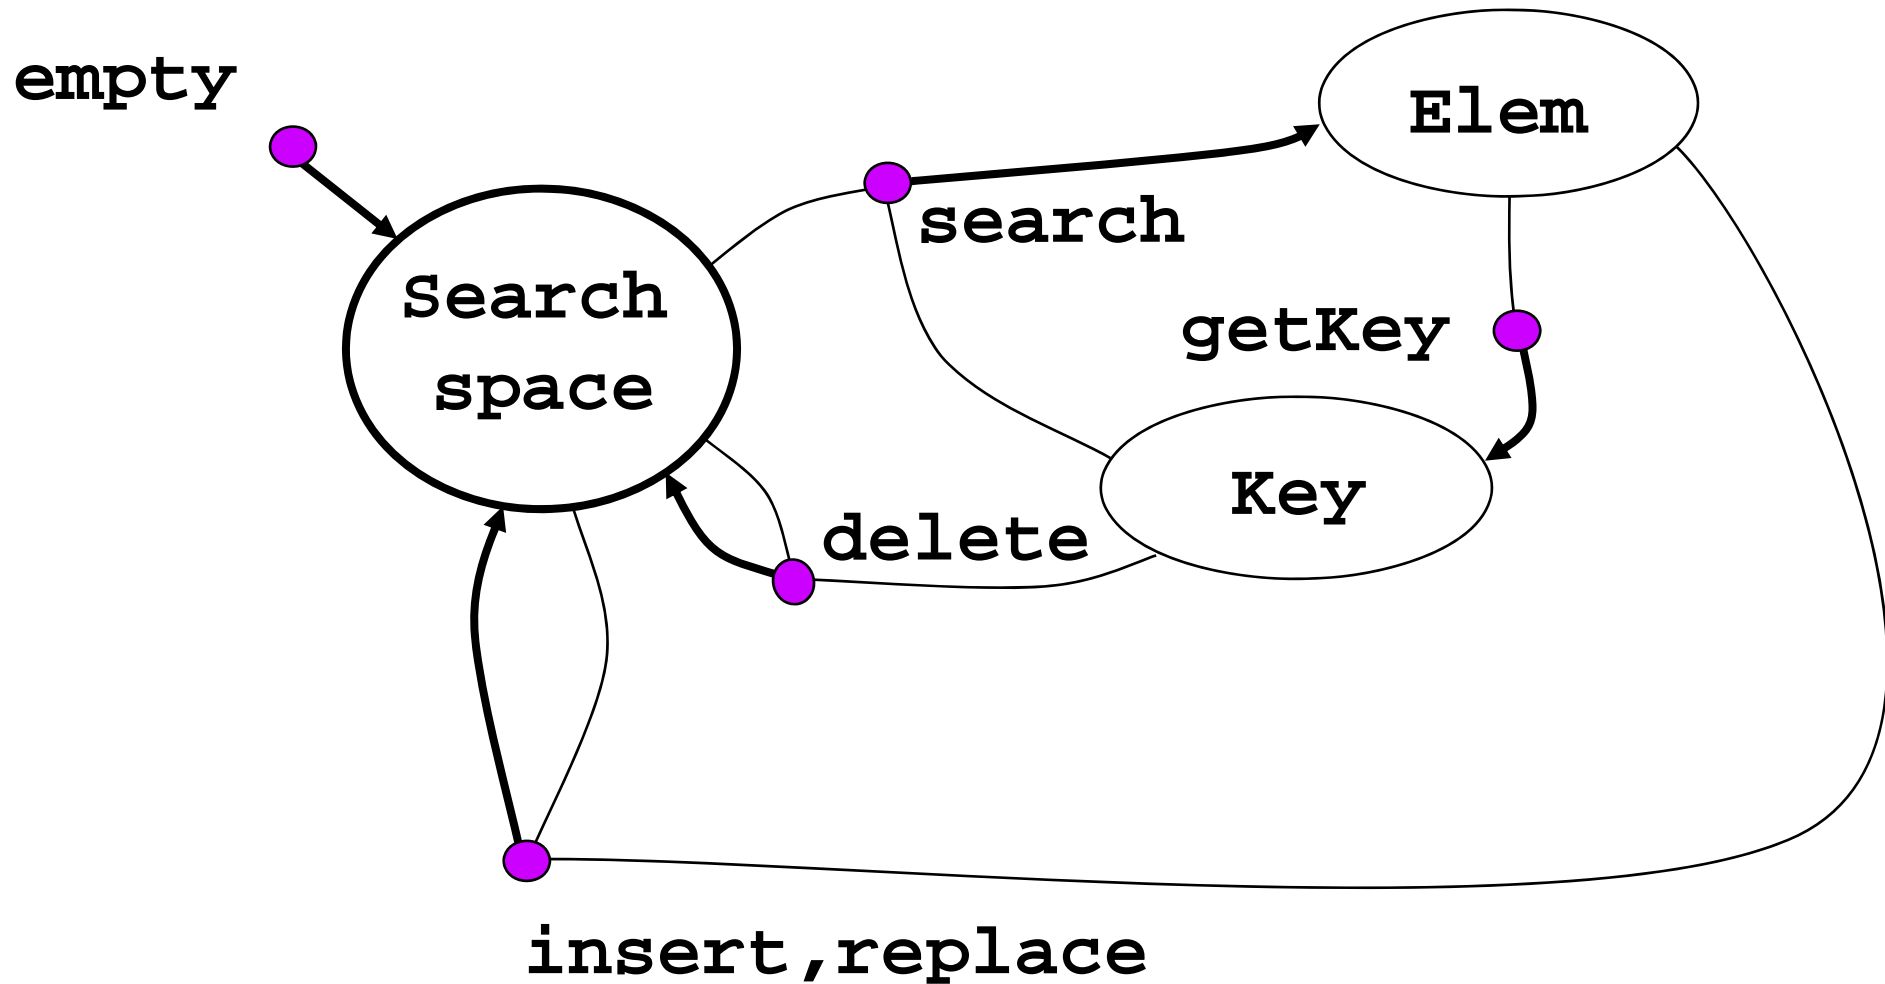 empty
Elem
search
Search
space
getKey
Key
delete
insert,replace